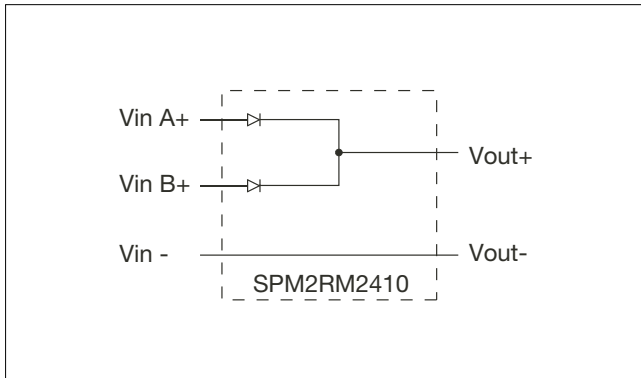 Vin A+
Vout+
Vin B+
Vin -
Vout-
SPM2RM2410